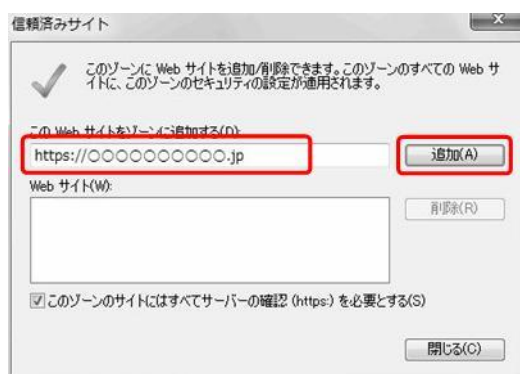 信頼済みサイト
このゾーンに Web サイトを追加/削除できます。このゾーンのすべての Web サ
イトに、このゾーンのセキュリティの設定が適用されます。
この Web サイトをゾーンに追加する(D):
https://○○○○○○○○○○.jp
追加(A)
Web サイト(W):
削除(R)
このゾーンのサイトにはすべてサーバーの確認 (https:) を必要とする(S)
閉じる(C)